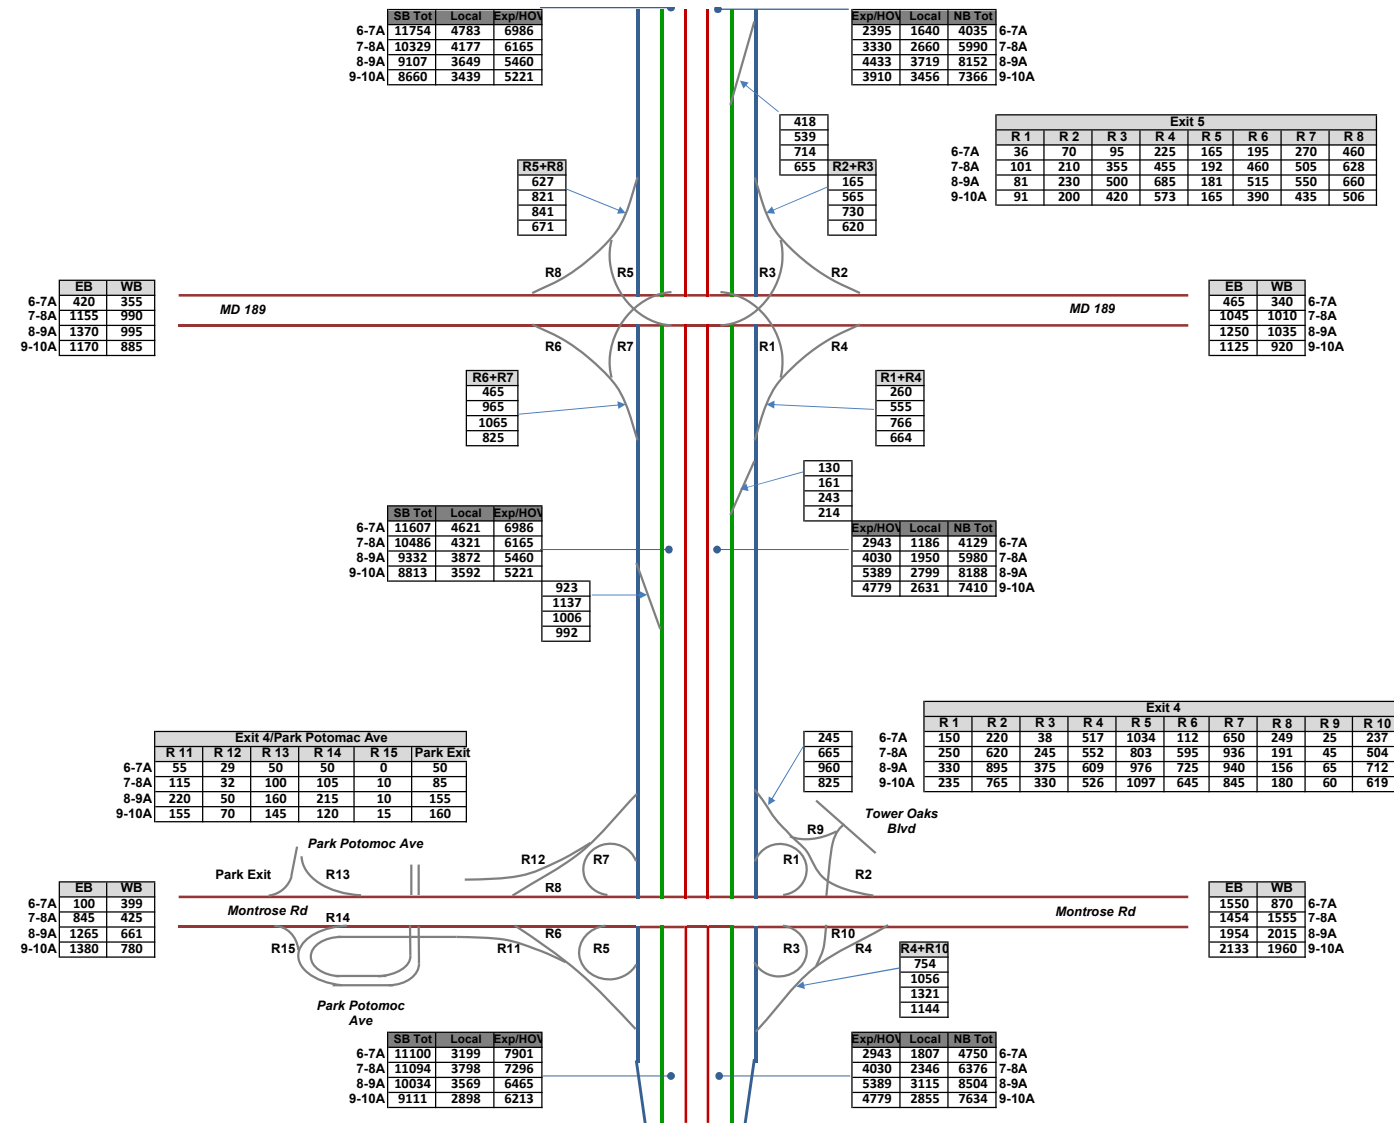 SB Tot Local Exp/HOV
6-7A 11754 4783 6986
7-8A 10329 4177 6165
8-9A 9107 3649 5460
9-10A 8660 3439 5221
Exp/HOV Local NB Tot
2395 1640 4035 6-7A
3330 2660 5990 7-8A
4433 3719 8152 8-9A
3910 3456 7366 9-10A
418
539
714
655
Exit 5
R 1 R 2 R 3 R 4 R 5 R 6 R 7 R 8
6-7A 36 70 95 225 165 195 270 460
7-8A 101 210 355 455 192 460 505 628
8-9A 81 230 500 685 181 515 550 660
9-10A 91 200 420 573 165 390 435 506
R5+R8
627
821
841
671
R2+R3
165
565
730
620
R8 R5 R3 R2
EB WB
6-7A 420 355
7-8A 1155 990
8-9A 1370 995
9-10A 1170 885
MD 189
MD 189
EB WB
465 340 6-7A
1045 1010 7-8A
1250 1035 8-9A
1125 920 9-10A
R6 R7 R1 R4
R6+R7
465
965
1065
825
R1+R4
260
555
766
664
130
161
243
214
SB Tot Local Exp/HOV
6-7A 11607 4621 6986
7-8A 10486 4321 6165
8-9A 9332 3872 5460
9-10A 8813 3592 5221
Exp/HOV Local NB Tot
2943 1186 4129 6-7A
4030 1950 5980 7-8A
5389 2799 8188 8-9A
4779 2631 7410 9-10A
923
1137
1006
992
Exit 4/Park Potomac Ave
R 11 R 12 R 13 R 14 R 15 Park Exit
6-7A 55 29 50 50 0 50
7-8A 115 32 100 105 10 85
8-9A 220 50 160 215 10 155
9-10A 155 70 145 120 15 160
245
665
960
825
Exit 4
R 1 R 2 R 3 R 4 R 5 R 6 R 7 R 8 R 9 R 10
6-7A 150 220 38 517 1034 112 650 249 25 237
7-8A 250 620 245 552 803 595 936 191 45 504
8-9A 330 895 375 609 976 725 940 156 65 712
9-10A 235 765 330 526 1097 645 845 180 60 619
Tower Oaks
Blvd
Park Potomoc Ave
Park Exit R13 R12 R8 R7 R1 R9 R2
EB WB
6-7A 100 399
7-8A 845 425
8-9A 1265 661
9-10A 1380 780
Montrose Rd
Montrose Rd
EB WB
1550 870 6-7A
1454 1555 7-8A
1954 2015 8-9A
2133 1960 9-10A
R14
R15 R11 R6 R5 R3 R10 R4
Park Potomoc
Ave
R4+R10
754
1056
1321
1144
SB Tot Local Exp/HOV
6-7A 11100 3199 7901
7-8A 11094 3798 7296
8-9A 10034 3569 6465
9-10A 9111 2898 6213
Exp/HOV Local NB Tot
2943 1807 4750 6-7A
4030 2346 6376 7-8A
5389 3115 8504 8-9A
4779 2855 7634 9-10A